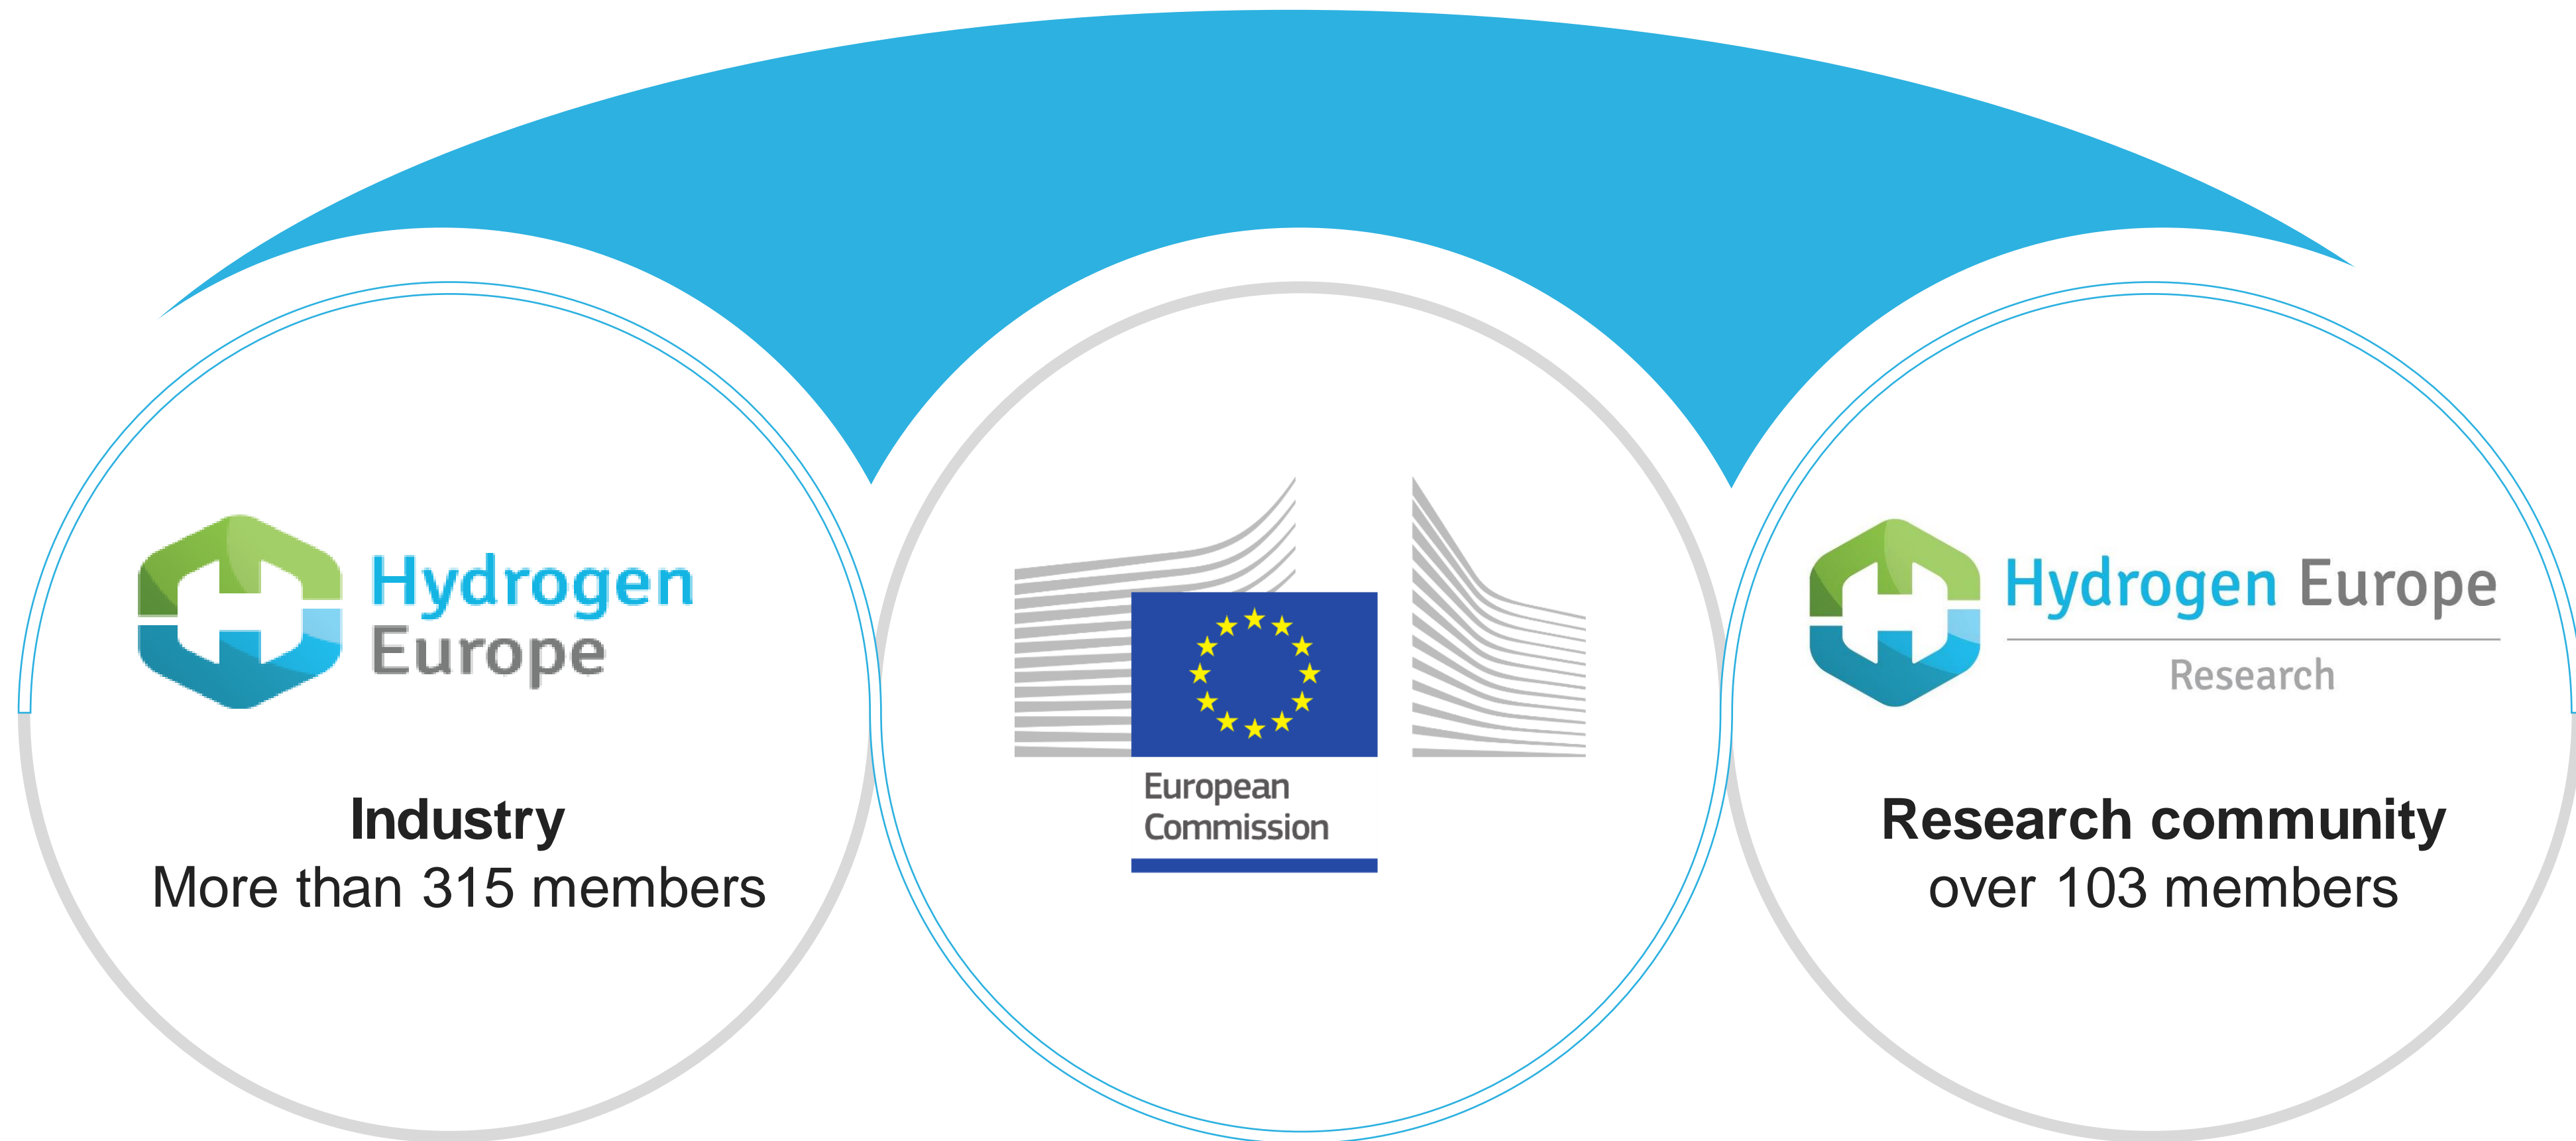 Hydrogen
Europe
Industry
More than 315 members
European
Commission
Hydrogen Europe
Research
Research community
over 103 members